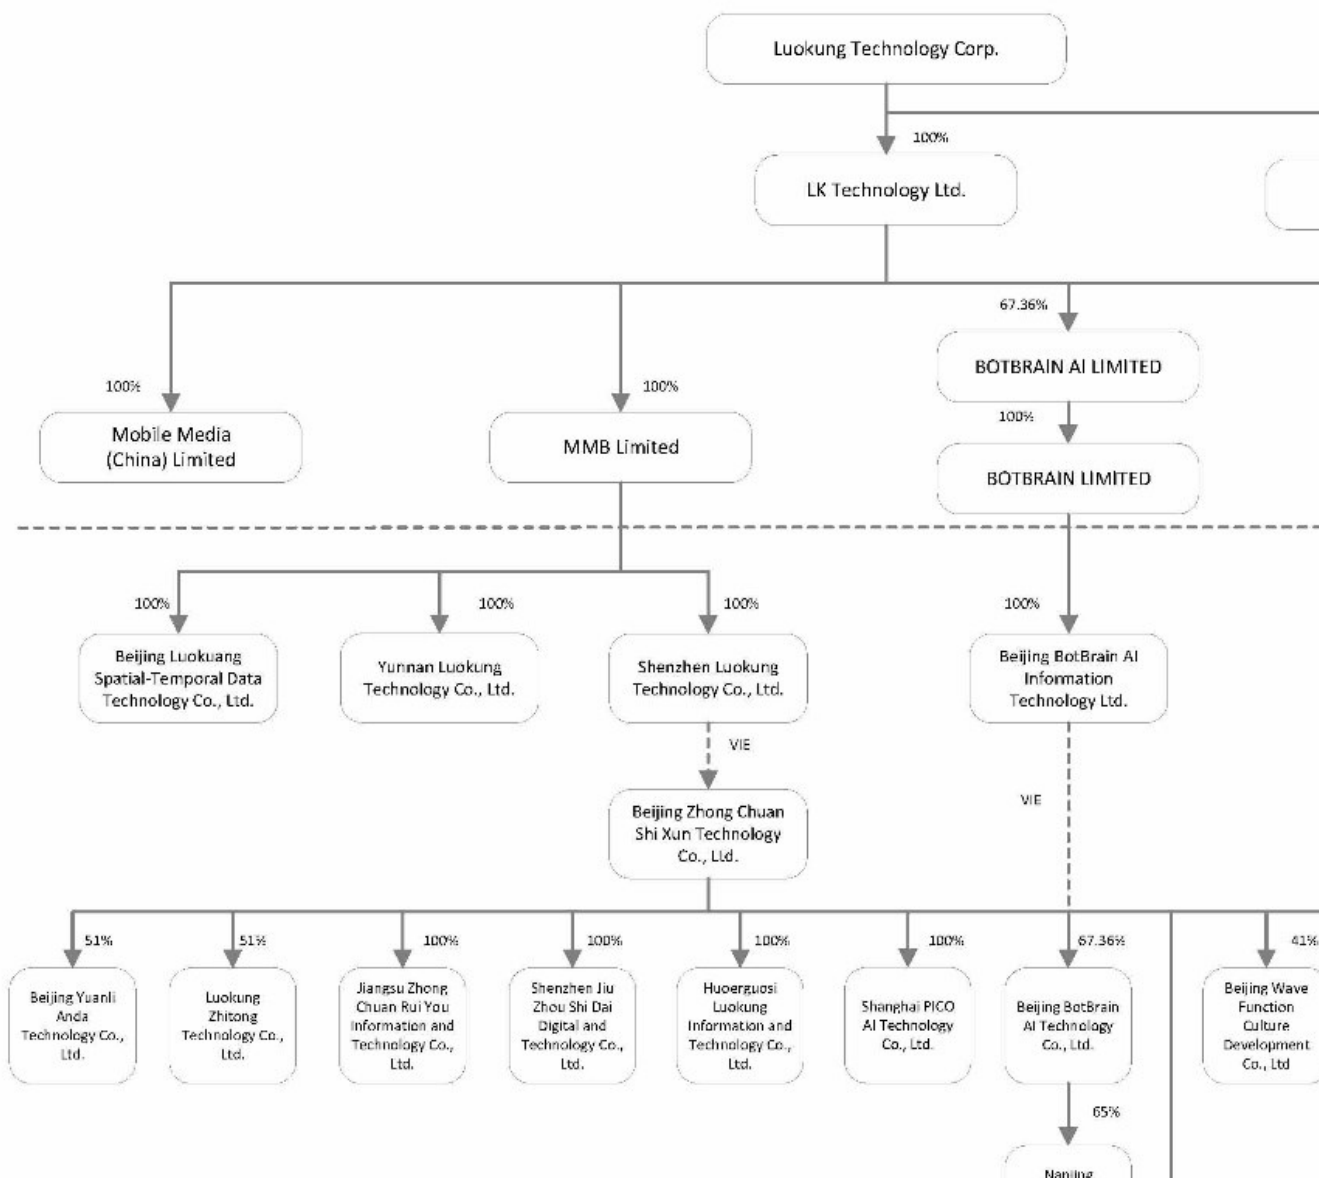 Luokung Technology Corp.
100%
LK Technology Ltd.
67.36%
BOTBRAIN AI LIMITED
100%
100%
100%
Mobile Media
(China) Limited
MMB Limited
BOTBRAIN LIMITED
100%
100%
100%
100%
Beijing Luokuang
Spatial-Temporal Data
Technology Co., Ltd.
Yunnan Luokung
Technology Co., Ltd.
Shenzhen Luokung
Technology Co., Ltd.
Beijing BotBrain AI
Information
Technology Ltd.
VIE
VIE
Beijing Zhong Chuan
Shi Xun Technology
Co., Ltd.
51%
51%
100%
100%
100%
100%
67.36%
41%
Beijing Yuanli
Anda
Technology Co.,
Ltd.
Luokung
Zhitong
Technology Co.,
Ltd.
Jiangsu Zhong
Chuan Rui You
Information and
Technology Co.,
Ltd.
Shenzhen Jiu
Zhou Shi Dai
Digital and
Technology Co.,
Ltd.
Huoerguosi
Luokung
Information and
Technology Co.,
Ltd.
Shanghai PICO
AI Technology
Co., Ltd.
Beijing BotBrain
AI Technology
Co., Ltd.
Beijing Wave
Function
Culture
Development
Co., Ltd
65%
Nanjing